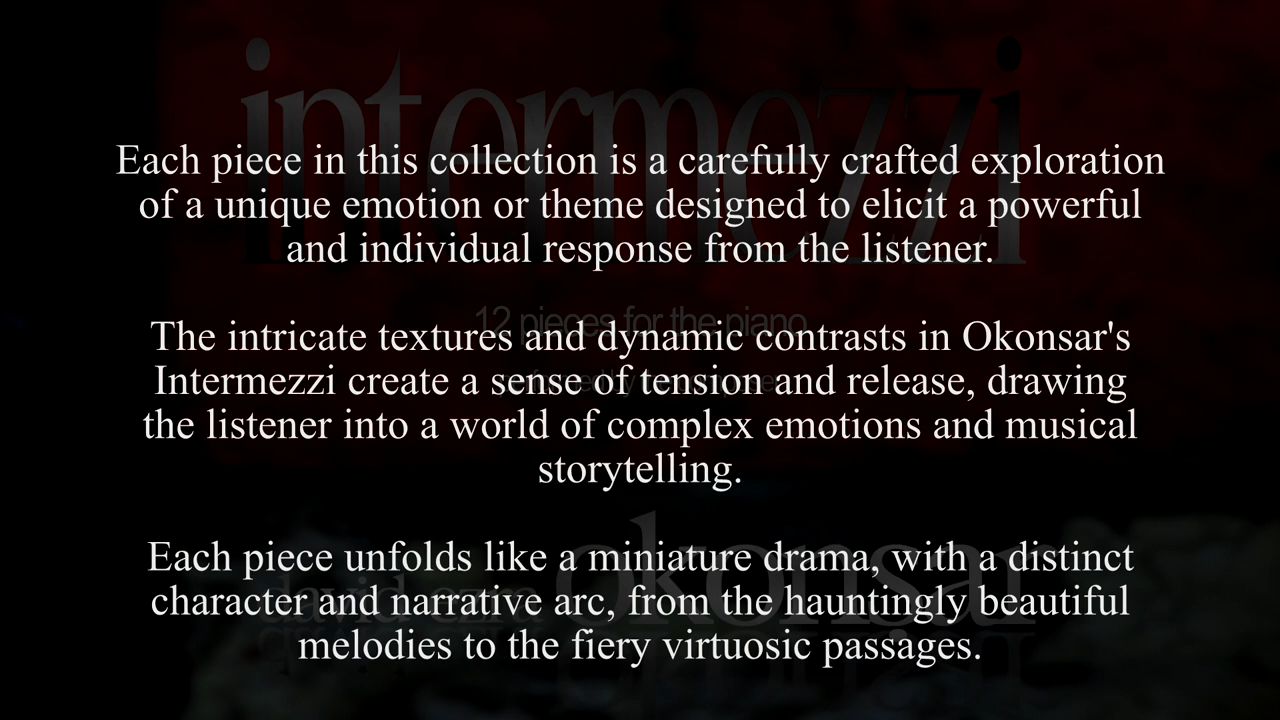 intermezzi
Each piece in this collection is a carefully crafted exploration
of a unique emotion or theme designed to elicit a powerful
and individual response from the listener.
12 pieces for the piano
The intricate textures and dynamic contrasts in Okonsar's
Intermezzi create a sense of tension and release, drawing
the listener into a world of complex emotions and musical
storytelling.
Each piece unfolds like a miniature drama, with a distinct
character and narrative arc, from the hauntingly beautiful
melodies to the fiery virtuosic passages.
david ezra okonsar